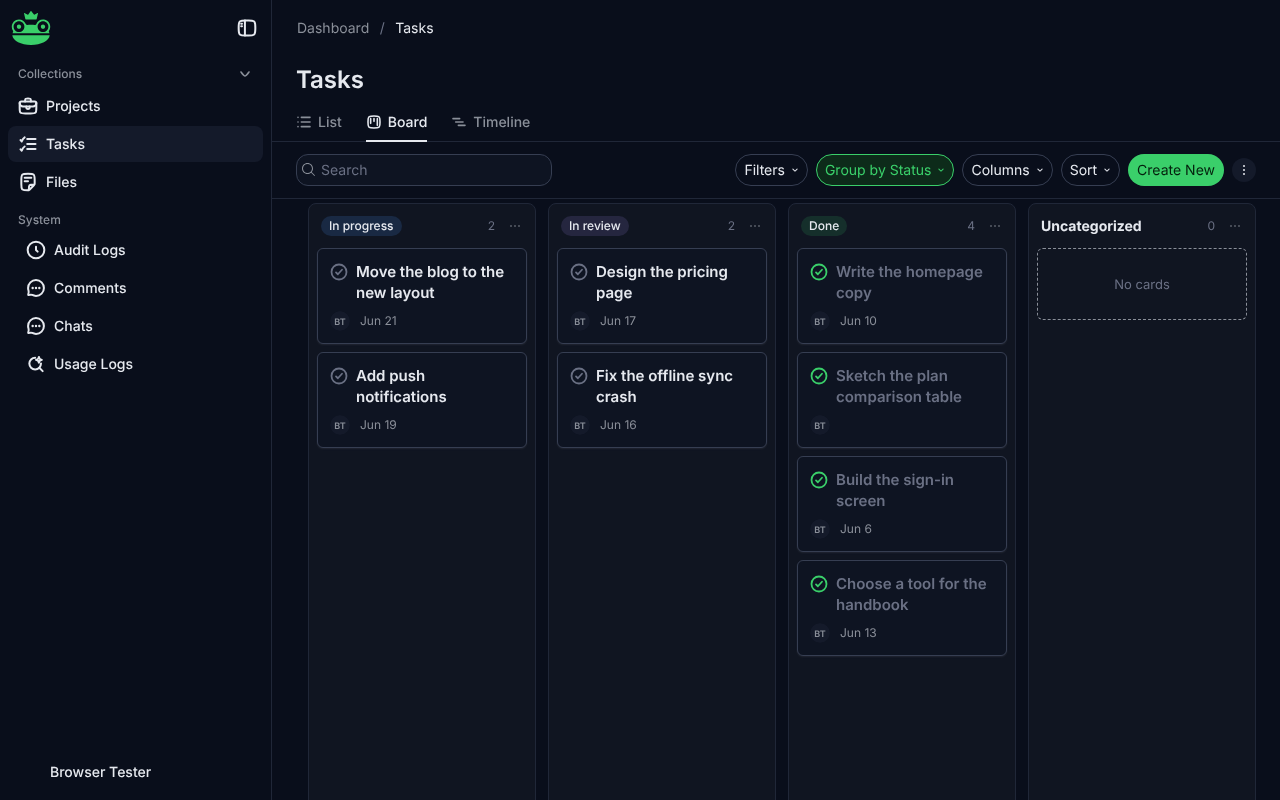 Collections
Projects
Tasks
Files
System
Audit Logs
Comments
Chats
Usage Logs
Browser Tester
Dashboard / Tasks
Tasks
List
Board
Timeline
Search
Filters
Group by Status
Columns
Sort
Create New
In progress 2
Move the blog to the
new layout
BT Jun 21
Add push
notifications
BT Jun 19
In review 2
Design the pricing
page
BT Jun 17
Fix the offline sync
crash
BT Jun 16
Done 4
Write the homepage
copy
BT Jun 10
Sketch the plan
comparison table
BT
Build the sign-in
screen
BT Jun 6
Choose a tool for the
handbook
BT Jun 13
Uncategorized 0
No cards